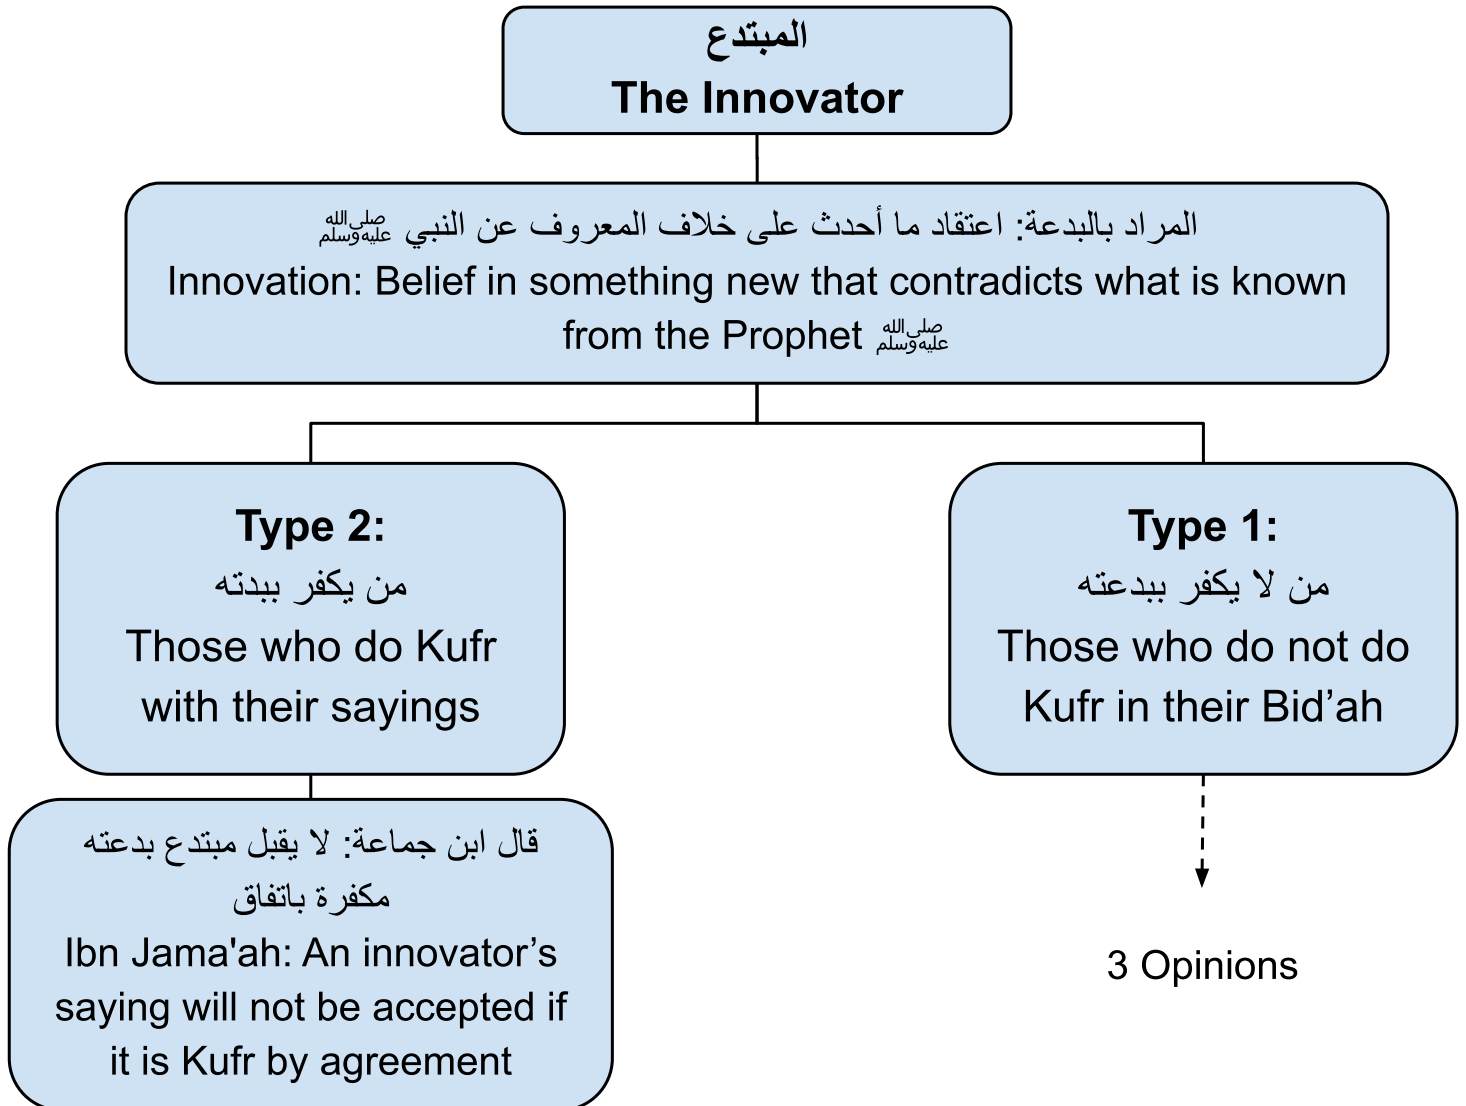 المبتدع
The Innovator
المراد بالبدعة: اعتقاد ما أحدث على خلاف المعروف عن النبي ﷺ
Innovation: Belief in something new that contradicts what is known
from the Prophet ﷺ
Type 2:
من يكفر ببدته
Those who do Kufr
with their sayings
Type 1:
من لا يكفر ببدعته
Those who do not do
Kufr in their Bid’ah
قال ابن جماعة: لا يقبل مبتدع بدعته
مكفرة باتفاق
Ibn Jama'ah: An innovator’s
saying will not be accepted if
it is Kufr by agreement
3 Opinions